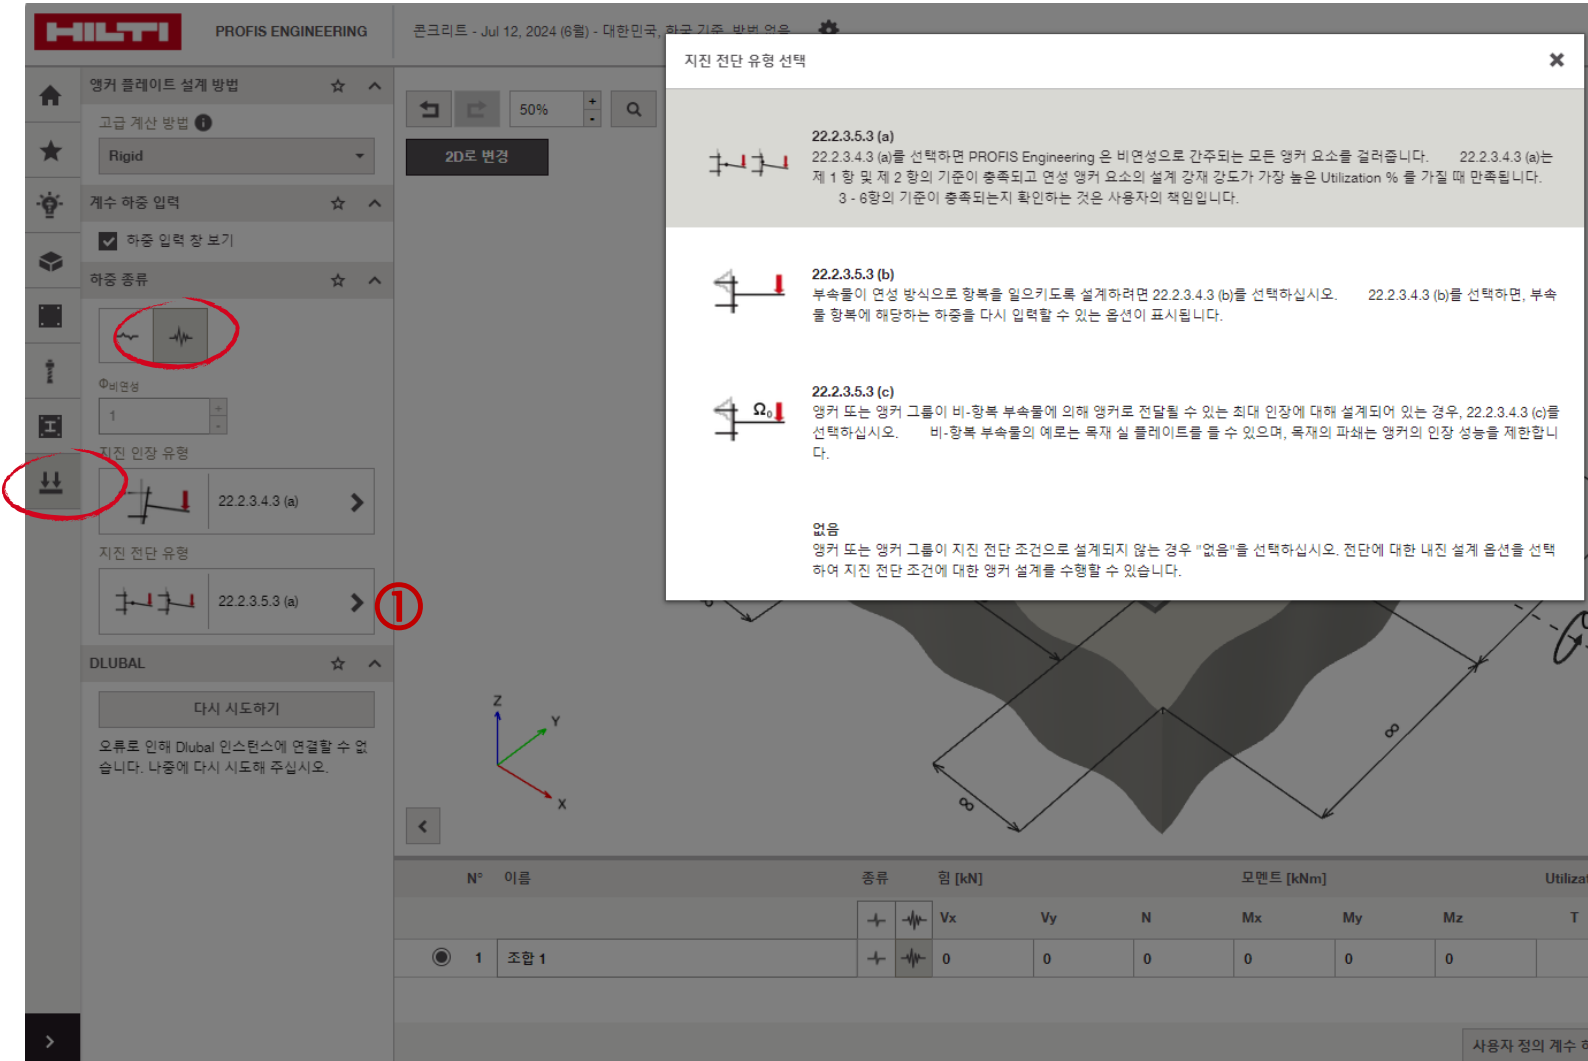 HILTI
PROFIS ENGINEERING
콘크리트 - Jul 12, 2024 (6월) - 대한민국, 한국 기준, 방법 없음
앵커 플레이트 설계 방법
고급 계산 방법
Rigid
계수 하중 입력
하중 입력 창 보기
하중 종류
Φ비연성
1
지진 인장 유형
22.2.3.4.3 (a)
지진 전단 유형
22.2.3.5.3 (a)
①
DLUBAL
다시 시도하기
오류로 인해 Dlubal 인스턴스에 연결할 수 없
습니다. 나중에 다시 시도해 주십시오.
50%
2D로 변경
지진 전단 유형 선택
22.2.3.5.3 (a)
22.2.3.4.3 (a)를 선택하면 PROFIS Engineering 은 비연성으로 간주되는 모든 앵커 요소를 걸러줍니다. 22.2.3.4.3 (a)는
제 1 항 및 제 2 항의 기준이 충족되고 연성 앵커 요소의 설계 강재 강도가 가장 높은 Utilization % 를 가질 때 만족됩니다.
3 - 6항의 기준이 충족되는지 확인하는 것은 사용자의 책임입니다.
22.2.3.5.3 (b)
부속물이 연성 방식으로 항복을 일으키도록 설계하려면 22.2.3.4.3 (b)를 선택하십시오. 22.2.3.4.3 (b)를 선택하면, 부속
물 항복에 해당하는 하중을 다시 입력할 수 있는 옵션이 표시됩니다.
Ω₀
22.2.3.5.3 (c)
앵커 또는 앵커 그룹이 비-항복 부속물에 의해 앵커로 전달될 수 있는 최대 인장에 대해 설계되어 있는 경우, 22.2.3.4.3 (c)를
선택하십시오. 비-항복 부속물의 예로는 목재 실 플레이트를 들 수 있으며, 목재의 파쇄는 앵커의 인장 성능을 제한합니
다.
없음
앵커 또는 앵커 그룹이 지진 전단 조건으로 설계되지 않는 경우 "없음"을 선택하십시오. 전단에 대한 내진 설계 옵션을 선택
하여 지진 전단 조건에 대한 앵커 설계를 수행할 수 있습니다.
Z
Y
X
∞
∞
N° 이름 종류 힘 [kN] 모멘트 [kNm] Utiliza
Vx Vy N Mx My Mz T
1 조합 1 0 0 0 0 0 0
사용자 정의 계수